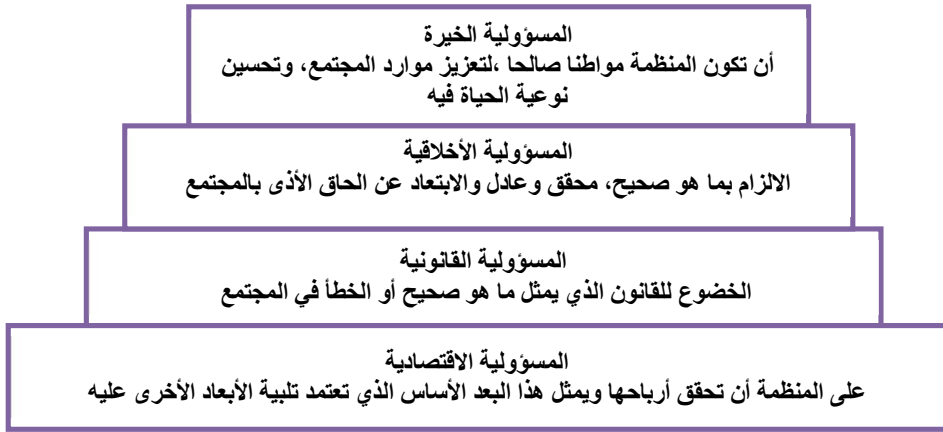 المسؤولية الخيرة
أن تكون المنظمة مواطنا صالحا ،لتعزيز موارد المجتمع، وتحسين
نوعية الحياة فيه
المسؤولية الأخلاقية
الالزام بما هو صحيح، محقق وعادل والابتعاد عن الحاق الأذى بالمجتمع
المسؤولية القانونية
الخضوع للقانون الذي يمثل ما هو صحيح أو الخطأ في المجتمع
المسؤولية الاقتصادية
على المنظمة أن تحقق أرباحها ويمثل هذا البعد الأساس الذي تعتمد تلبية الأبعاد الأخرى عليه